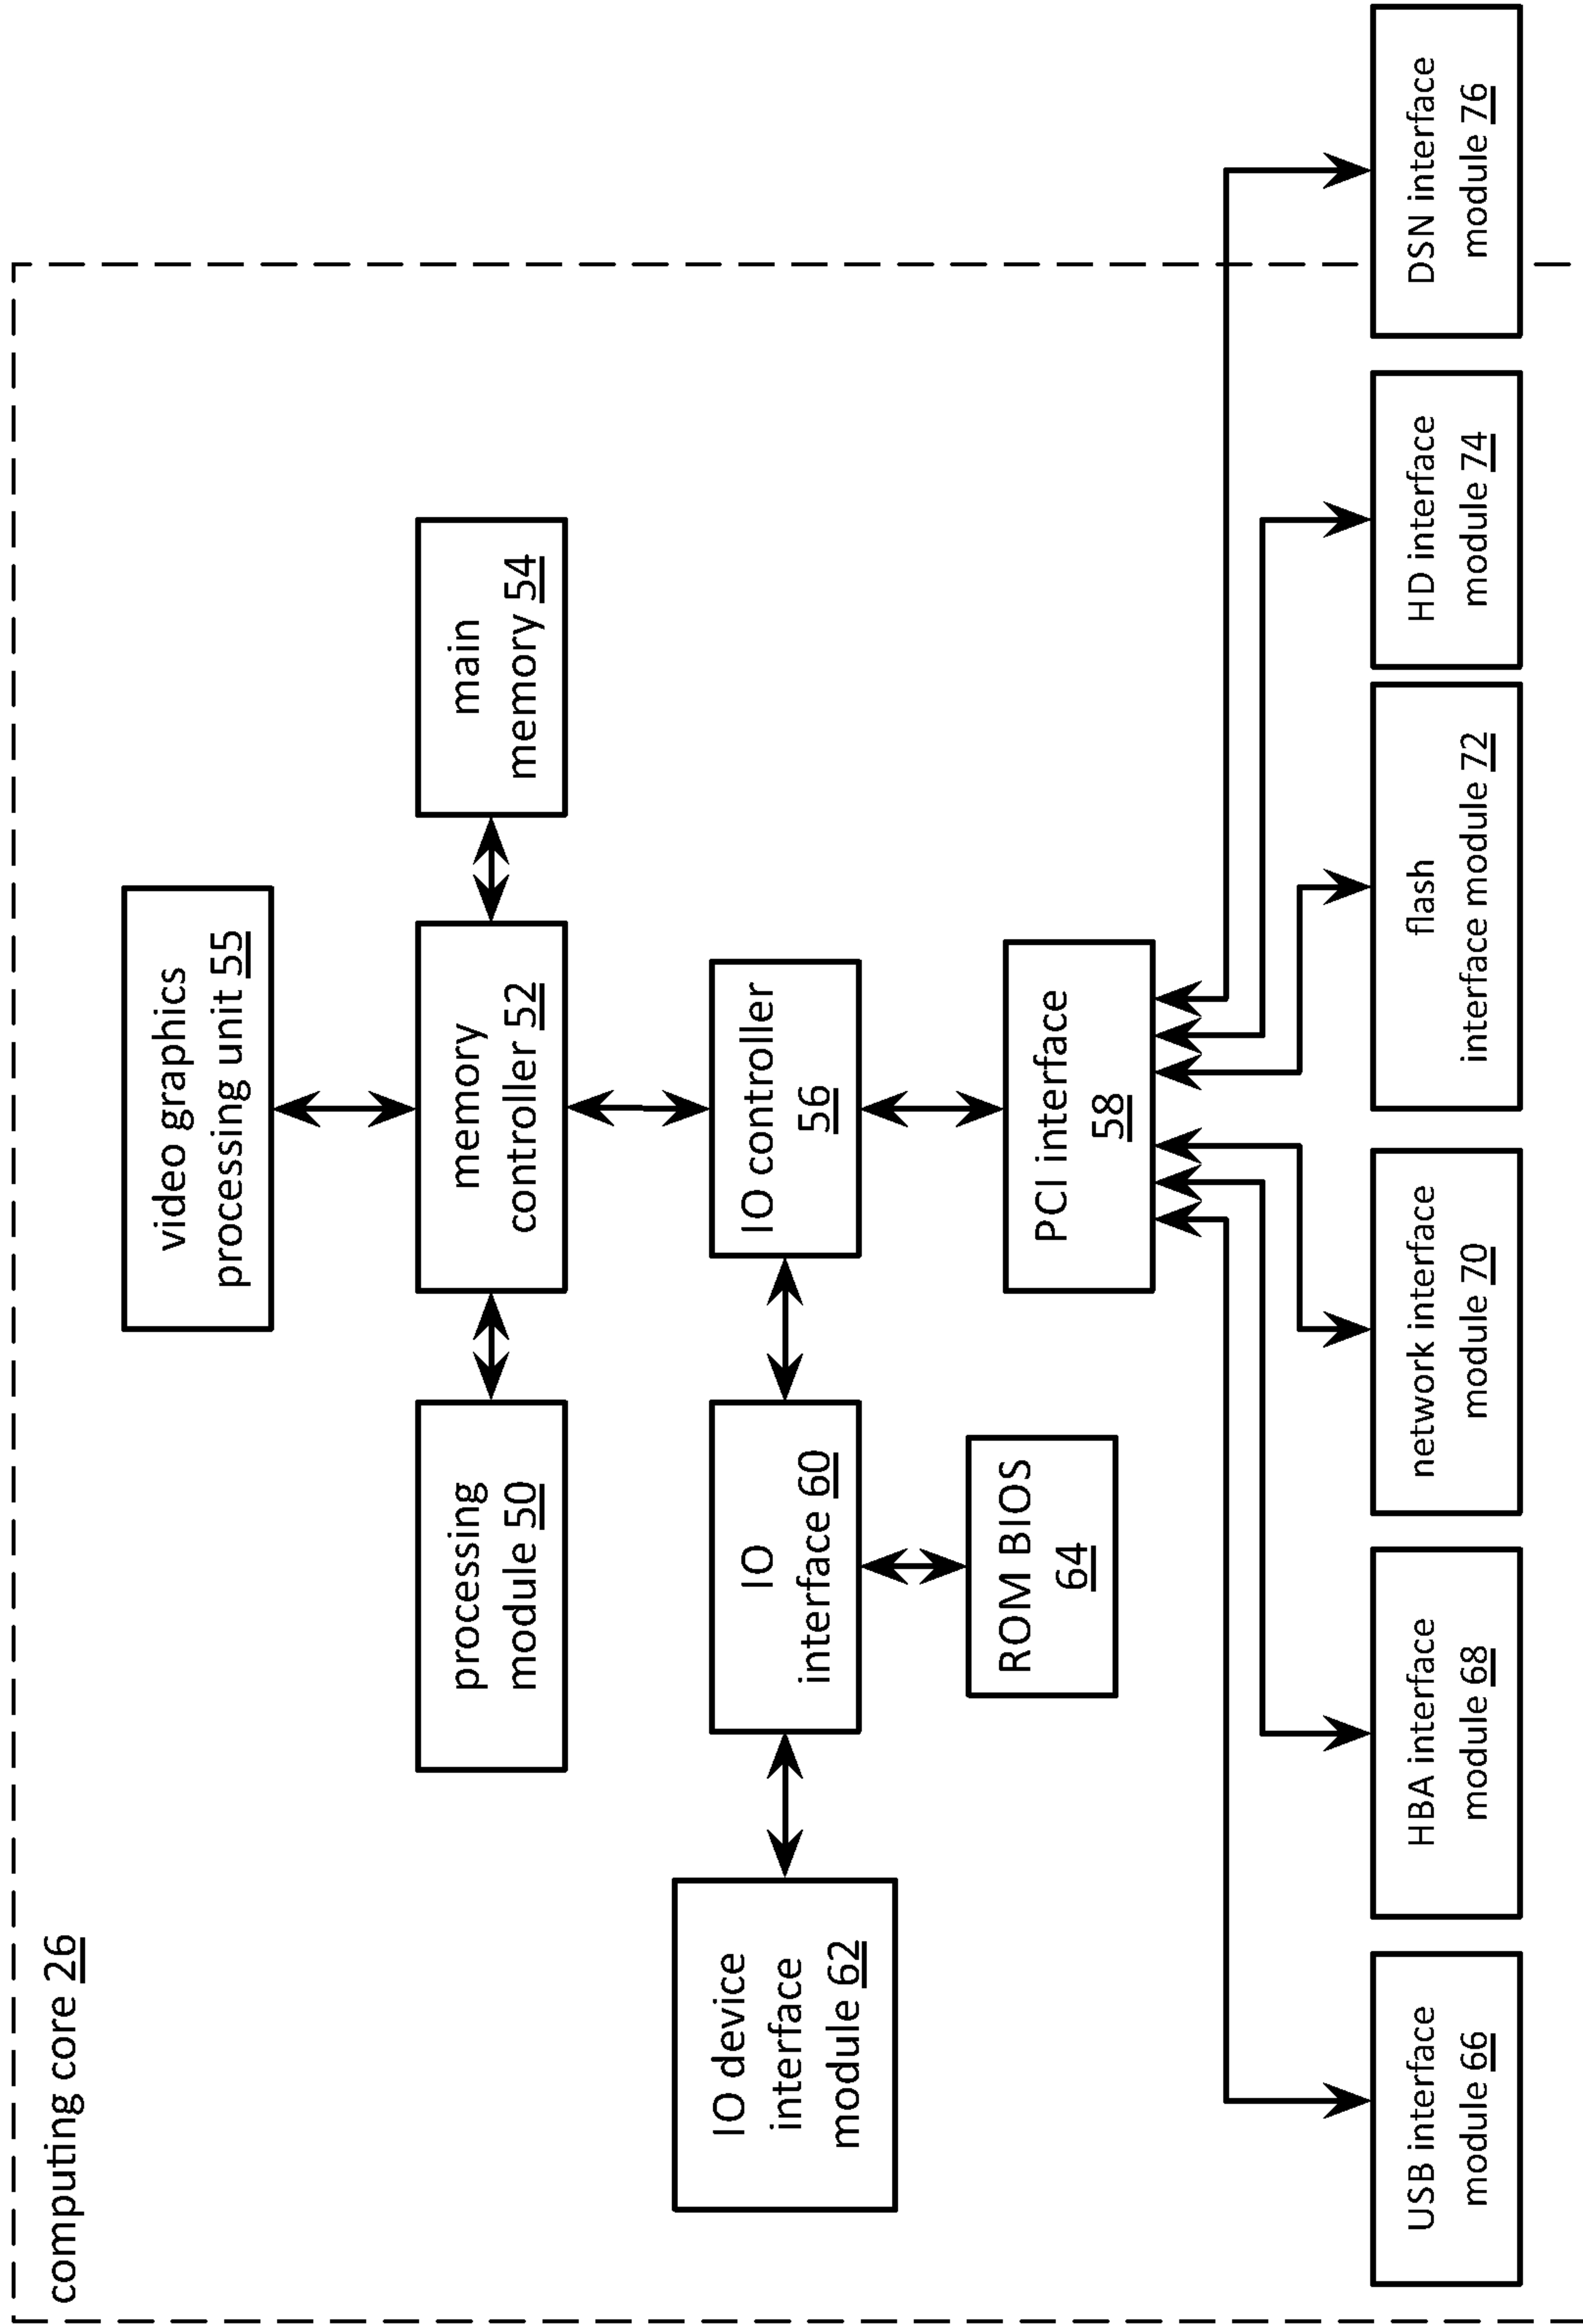 computing core 26
video graphics
processing unit 55
processing
module 50
memory
controller 52
main
memory 54
IO device
interface
module 62
IO
interface 60
IO controller
56
ROM BIOS
64
PCI interface
58
USB interface
module 66
HBA interface
module 68
network interface
module 70
flash
interface module 72
HD interface
module 74
DSN interface
module 76